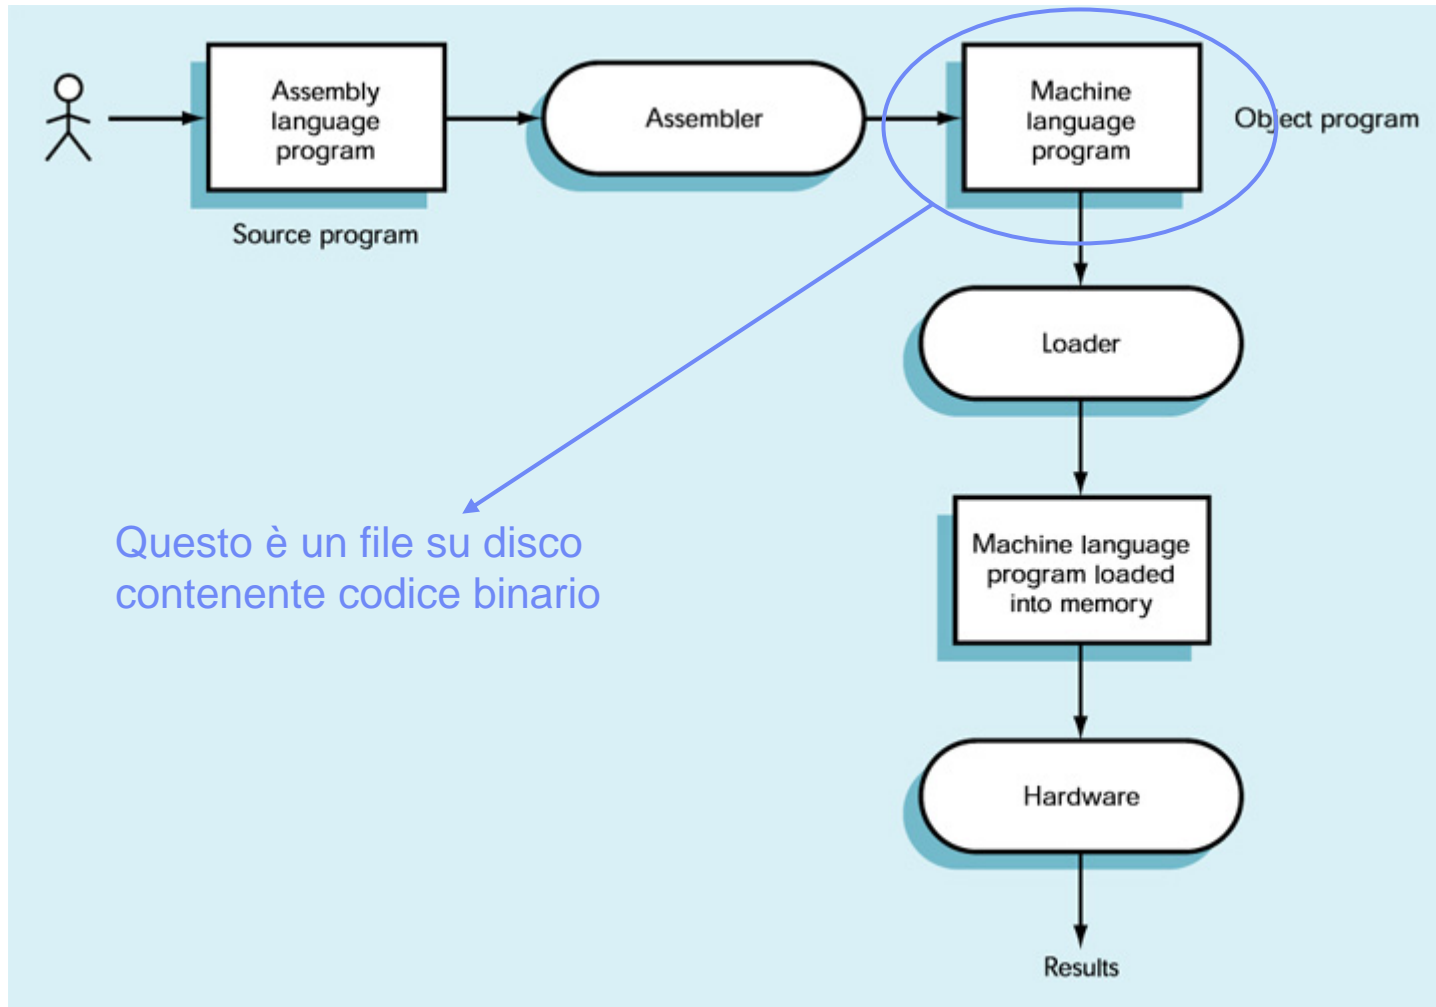 Assembly
language
program
Source program
Assembler
Machine
language
program
Object program
Loader
Questo è un file su disco
contenente codice binario
Machine language
program loaded
into memory
Hardware
Results